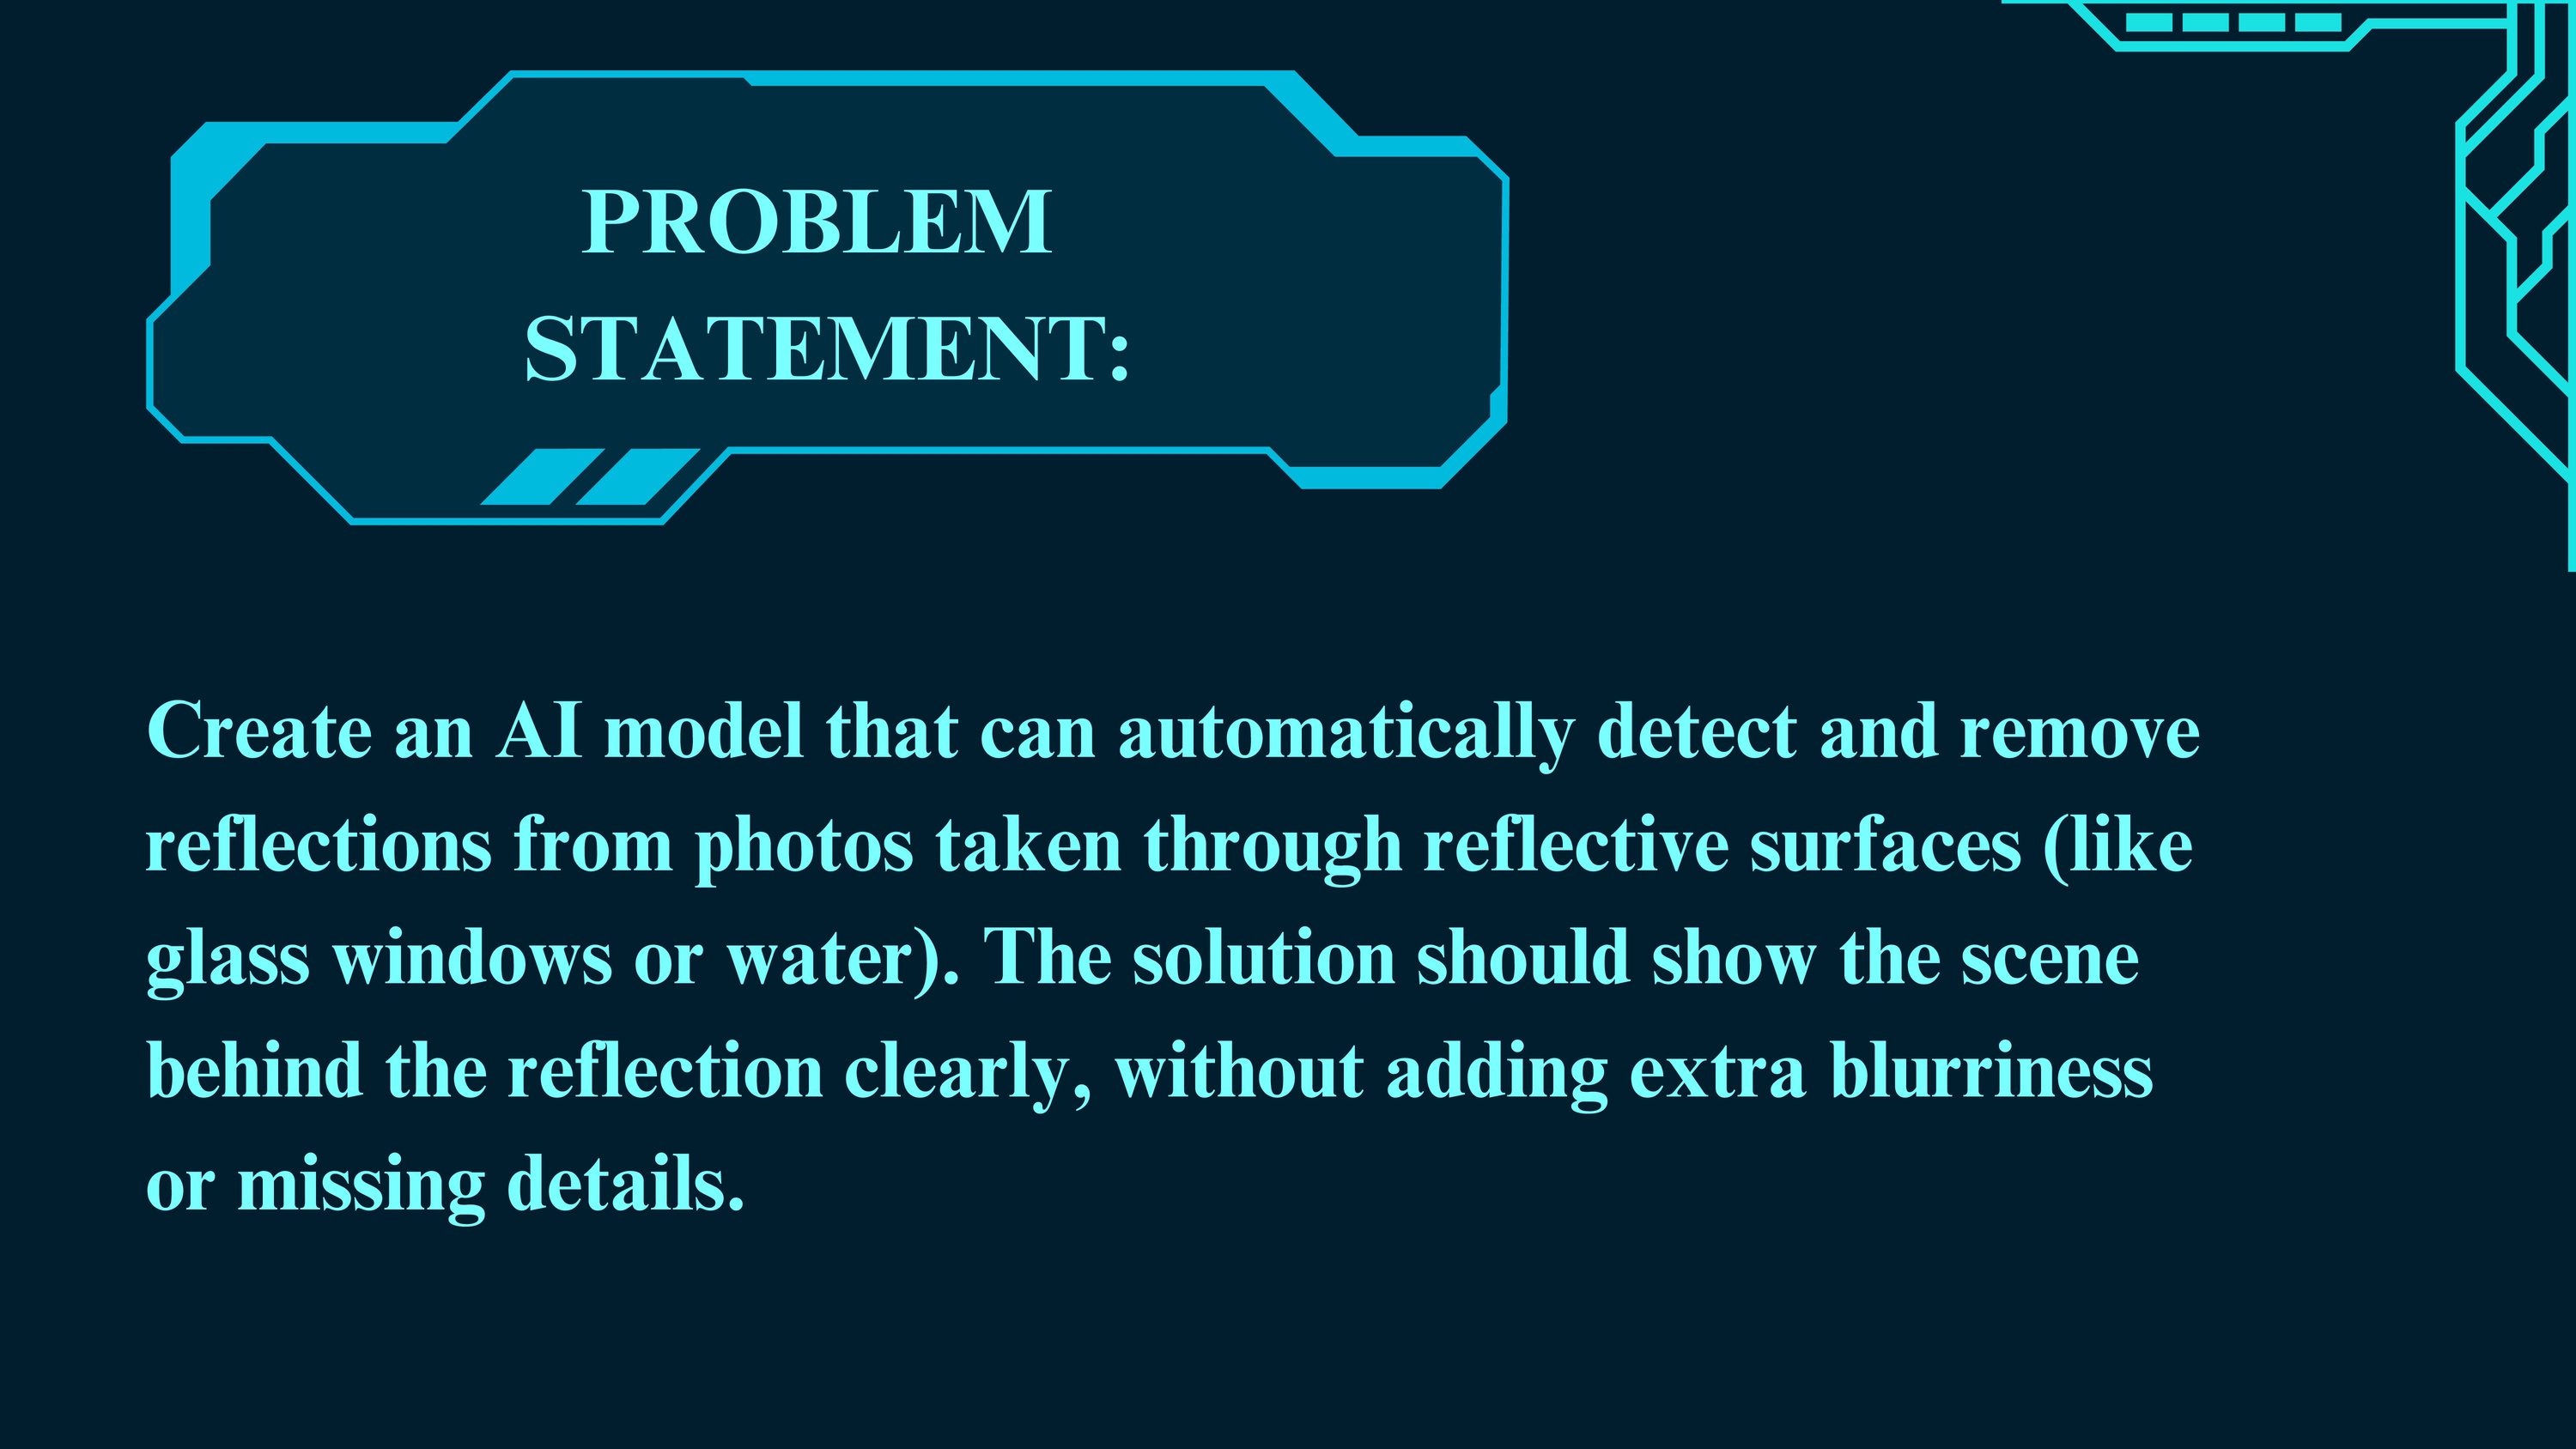 PROBLEM
STATEMENT:
Create an AI model that can automatically detect and remove
reflections from photos taken through reflective surfaces (like
glass windows or water). The solution should show the scene
behind the reflection clearly, without adding extra blurriness
or missing details.